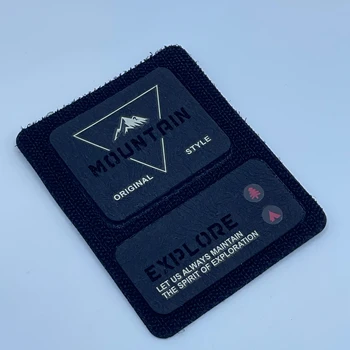 MOUNTAIN
ORIGINAL STYLE
EXPLORE
LET US ALWAYS MAINTAIN
THE SPIRIT OF EXPLORATION